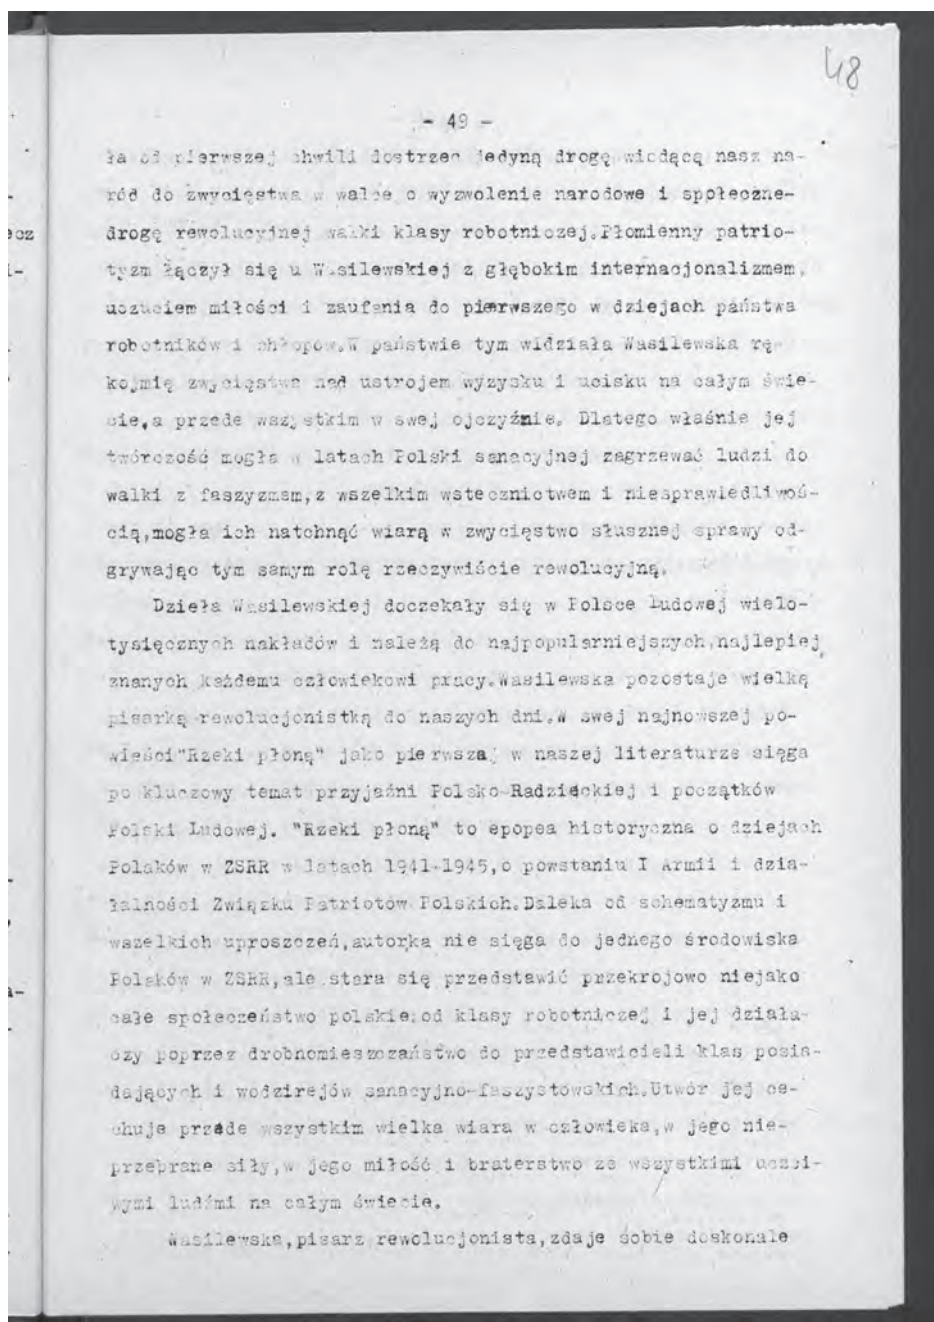 48
- 49 -
ła od pierwszej chwili dostrzec jedyną drogę wiodącą nasz na-
ród do zwycięstwa w walce o wyzwolenie narodowe i społeczne-
drogę rewolucyjnej walki klasy robotniczej.Płomienny patrio-
tyzm łączył się u Wasilewskiej z głębokim internacjonalizmem,
uczuciem miłości i zaufania do pierwszego w dziejach państwa
robotników i chłopów.W państwie tym widziała Wasilewska rę-
kojmię zwycięstwa nad ustrojem wyzysku i ucisku na całym świe-
cie,a przede wszystkim w swej ojczyźnie. Dlatego właśnie jej
twórczość mogła w latach Polski sanacyjnej zagrzewać ludzi do
walki z faszyzmem,z wszelkim wstecznictwem i niesprawiedliwoś-
cią,mogła ich natchnąć wiarą w zwycięstwo słusznej sprawy od-
grywając tym samym rolę rzeczywiście rewolucyjną.
Dzieła Wasilewskiej doczekały się w Polsce Ludowej wielo-
tysięcznych nakładów i należą do najpopularniejszych,najlepiej
znanych każdemu człowiekowi pracy.Wasilewska pozostaje wielką
pisarką-rewolucjonistką do naszych dni.W swej najnowszej po-
wieści"Rzeki płoną" jako pierwsza w naszej literaturze sięga
po kluczowy temat przyjaźni Polsko-Radzieckiej i początków
Polski Ludowej. "Rzeki płoną" to epopea historyczna o dziejach
Polaków w ZSRR w latach 1941-1945,o powstaniu I Armii i dzia-
łalności Związku Patriotów Polskich.Daleka od schematyzmu i
wszelkich uproszczeń,autorka nie sięga do jednego środowiska
Polaków w ZSRR,ale stara się przedstawić przekrojowo niejako
całe społeczeństwo polskie:od klasy robotniczej i jej działa-
czy poprzez drobnomieszczaństwo do przedstawicieli klas posia-
dających i wodzirejów sanacyjno-faszystowskich.Utwór jej ce-
chuje przede wszystkim wielka wiara w człowieka,w jego nie-
przebrane siły,w jego miłość i braterstwo ze wszystkimi uczci-
wymi ludźmi na całym świecie.
Wasilewska,pisarz rewolucjonista,zdaje sobie doskonale